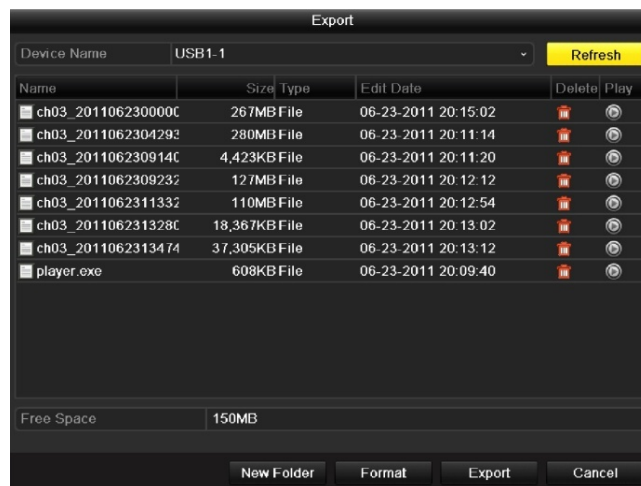 Export
Device Name USB1-1 Refresh
Name Size Type Edit Date Delete Play
ch03_2011062300000 267MB File 06-23-2011 20:15:02
ch03_2011062304293 280MB File 06-23-2011 20:11:14
ch03_201106230914 4,423KB File 06-23-2011 20:11:20
ch03_2011062309232 127MB File 06-23-2011 20:12:12
ch03_2011062311332 110MB File 06-23-2011 20:12:54
ch03_201106231328 18,367KB File 06-23-2011 20:13:02
ch03_2011062313474 37,305KB File 06-23-2011 20:13:12
player.exe 608KB File 06-23-2011 20:09:40
Free Space 150MB
New Folder Format Export Cancel